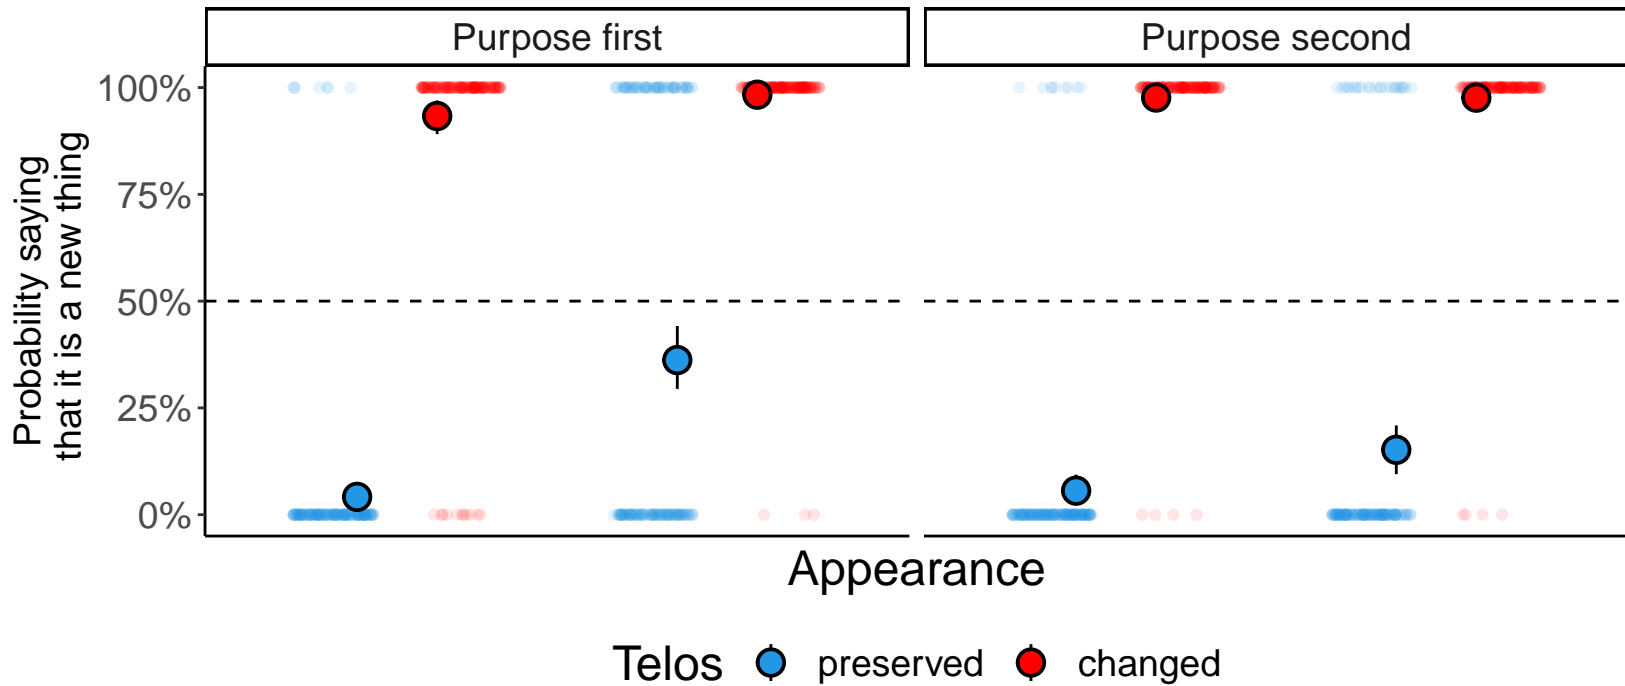 Purpose first
Purpose second
Probability saying
that it is a new thing
100%
75%
50%
25%
0%
Appearance
Telos preserved changed